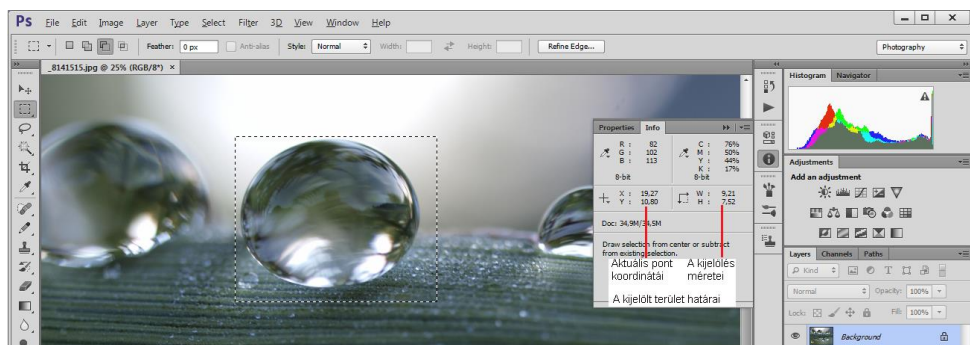 Ps File Edit Image Layer Type Select Filter 3D View Window Help
Feather: 0 px Anti-alias Style: Normal Width: Height: Refine Edge... Photography
_8141515.jpg @ 25% (RGB/8*) ×
Histogram Navigator
Properties Info
R : 82 C : 76%
G : 102 M : 50%
B : 113 Y : 44%
K : 17%
8-bit 8-bit
X : 19,27 W : 9,21
Y : 10,80 H : 7,52
Doc: 34,9M/34,5M
Draw selection from center or subtract
from existing selection.
Aktuális pont A kijelölés
koordinátái méretei
A kijelölt terület határai
Adjustments
Add an adjustment
Layers Channels Paths
Kind
Normal Opacity: 100%
Lock: Fill: 100%
Background